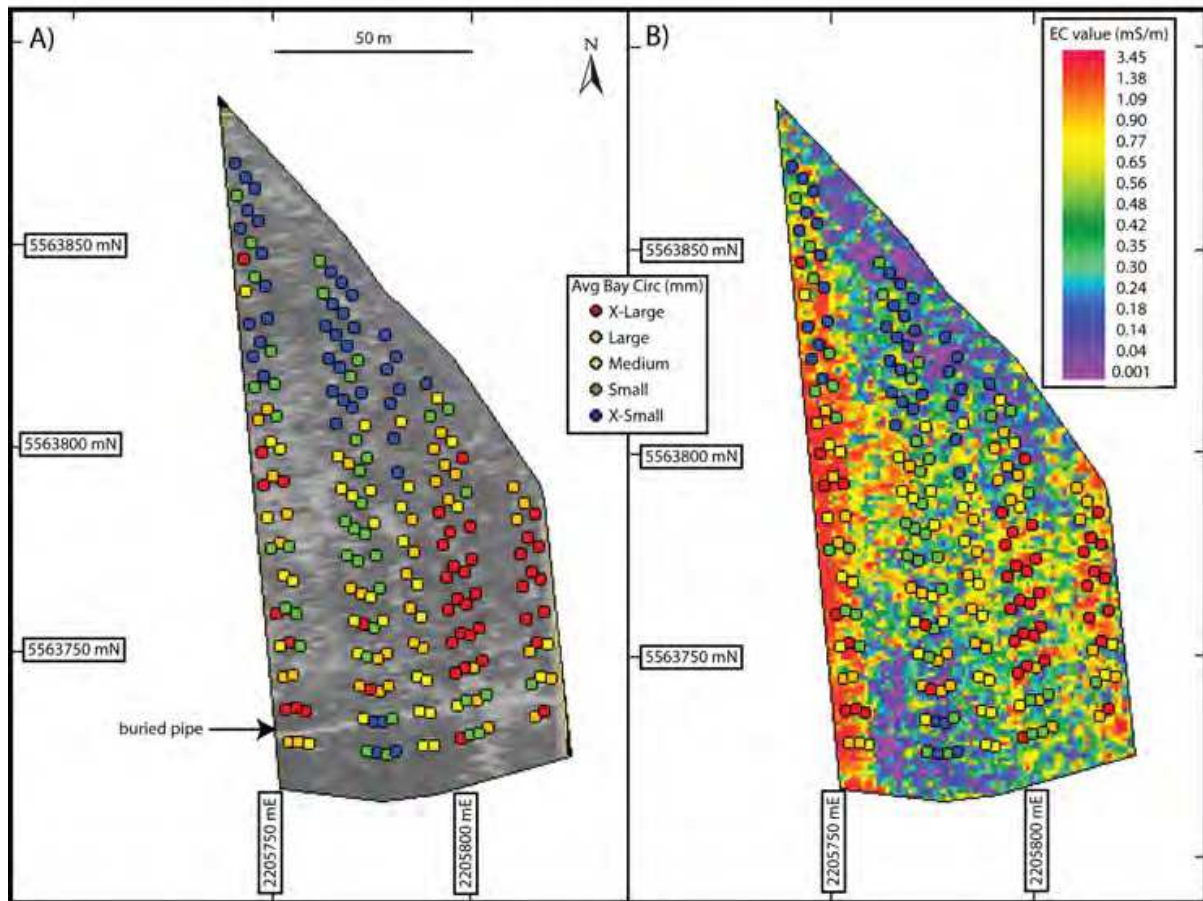 A)
50 m
N
5563850 mN
5563800 mN
5563750 mN
buried pipe
2205750 mE
2205800 mE
Avg Bay Circ (mm)
X-Large
Large
Medium
Small
X-Small
B)
EC value (mS/m)
3.45
1.38
1.09
0.90
0.77
0.65
0.56
0.48
0.42
0.35
0.30
0.24
0.18
0.14
0.04
0.001
5563850 mN
5563800 mN
5563750 mN
2205750 mE
2205800 mE